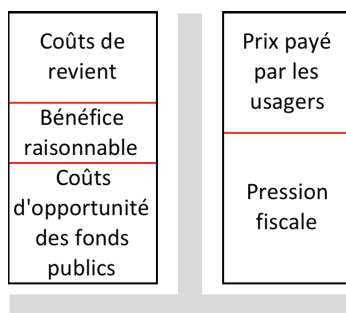 Coûts de
revient
Bénéfice
raisonnable
Coûts
d'opportunité
des fonds
publics
Prix payé
par les
usagers
Pression
fiscale